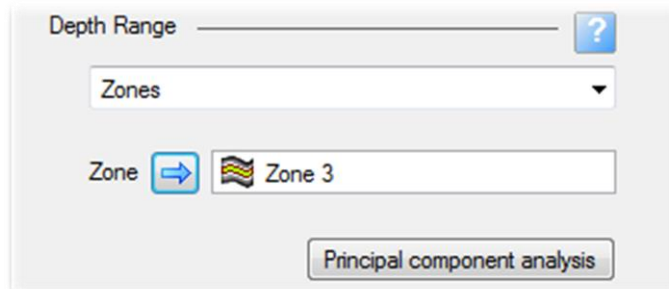 Depth Range
?
Zones
Zone Zone 3
Principal component analysis